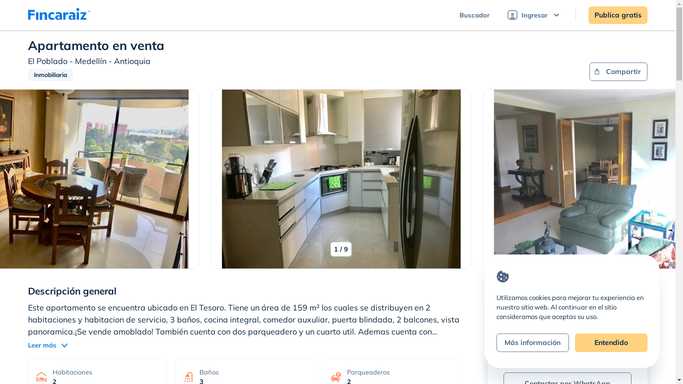 Fincaraiz
Buscador
Ingresar
Publica gratis
Apartamento en venta
El Poblado - Medellín - Antioquia
Inmobiliaria
Compartir
1 / 9
Descripción general
Este apartamento se encuentra ubicado en El Tesoro. Tiene un área de 159 m² los cuales se distribuyen en 2
habitaciones y habitacion de servicio, 3 baños, cocina integral, comedor auxuliar, puerta blindada, 2 balcones, vista
panoramica.¡Se vende amoblado! También cuenta con dos parqueadero y un cuarto util. Ademas cuenta con...
Leer más
Habitaciones
2
Baños
3
Parqueaderos
2
Utilizamos cookies para mejorar tu experiencia en
nuestro sitio web. Al continuar en el sitio
consideramos que aceptas su uso.
Más información
Entendido
Contactar por WhatsApp